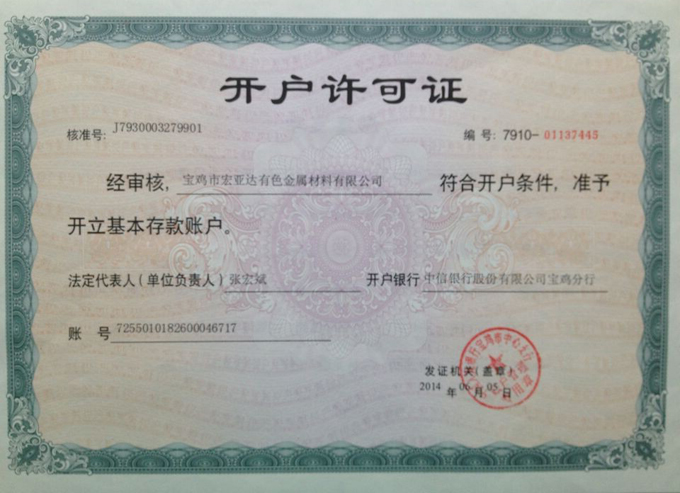 开户许可证
核准号: J7930003279901 编 号: 7910-01137445
经审核, 宝鸡市宏亚达有色金属材料有限公司 符合开户条件, 准予
开立基本存款账户。
法定代表人(单位负责人) 张宏斌 开户银行 中信银行股份有限公司宝鸡分行
账 号 7255010182600046717
发证机关(盖章)
2014 年 06 月 05 日